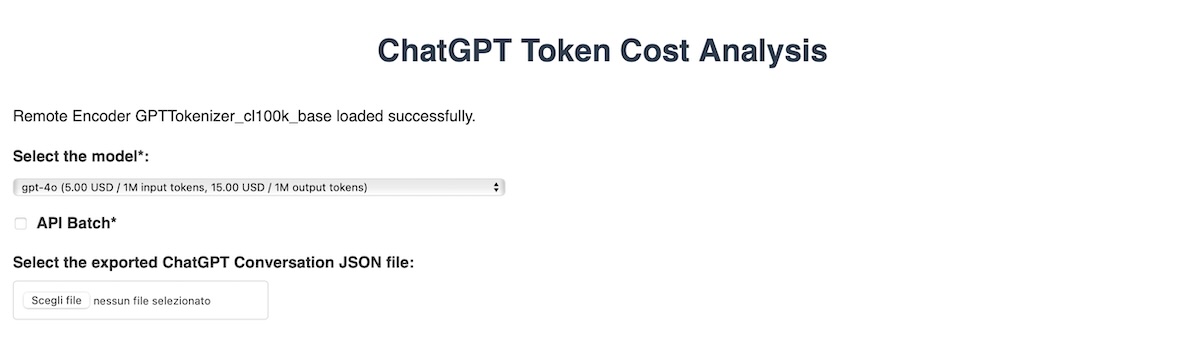 ChatGPT Token Cost Analysis
Remote Encoder GPTTokenizer_cl100k_base loaded successfully.
Select the model*:
gpt-4o (5.00 USD / 1M input tokens, 15.00 USD / 1M output tokens)
API Batch*
Select the exported ChatGPT Conversation JSON file:
Scegli file nessun file selezionato